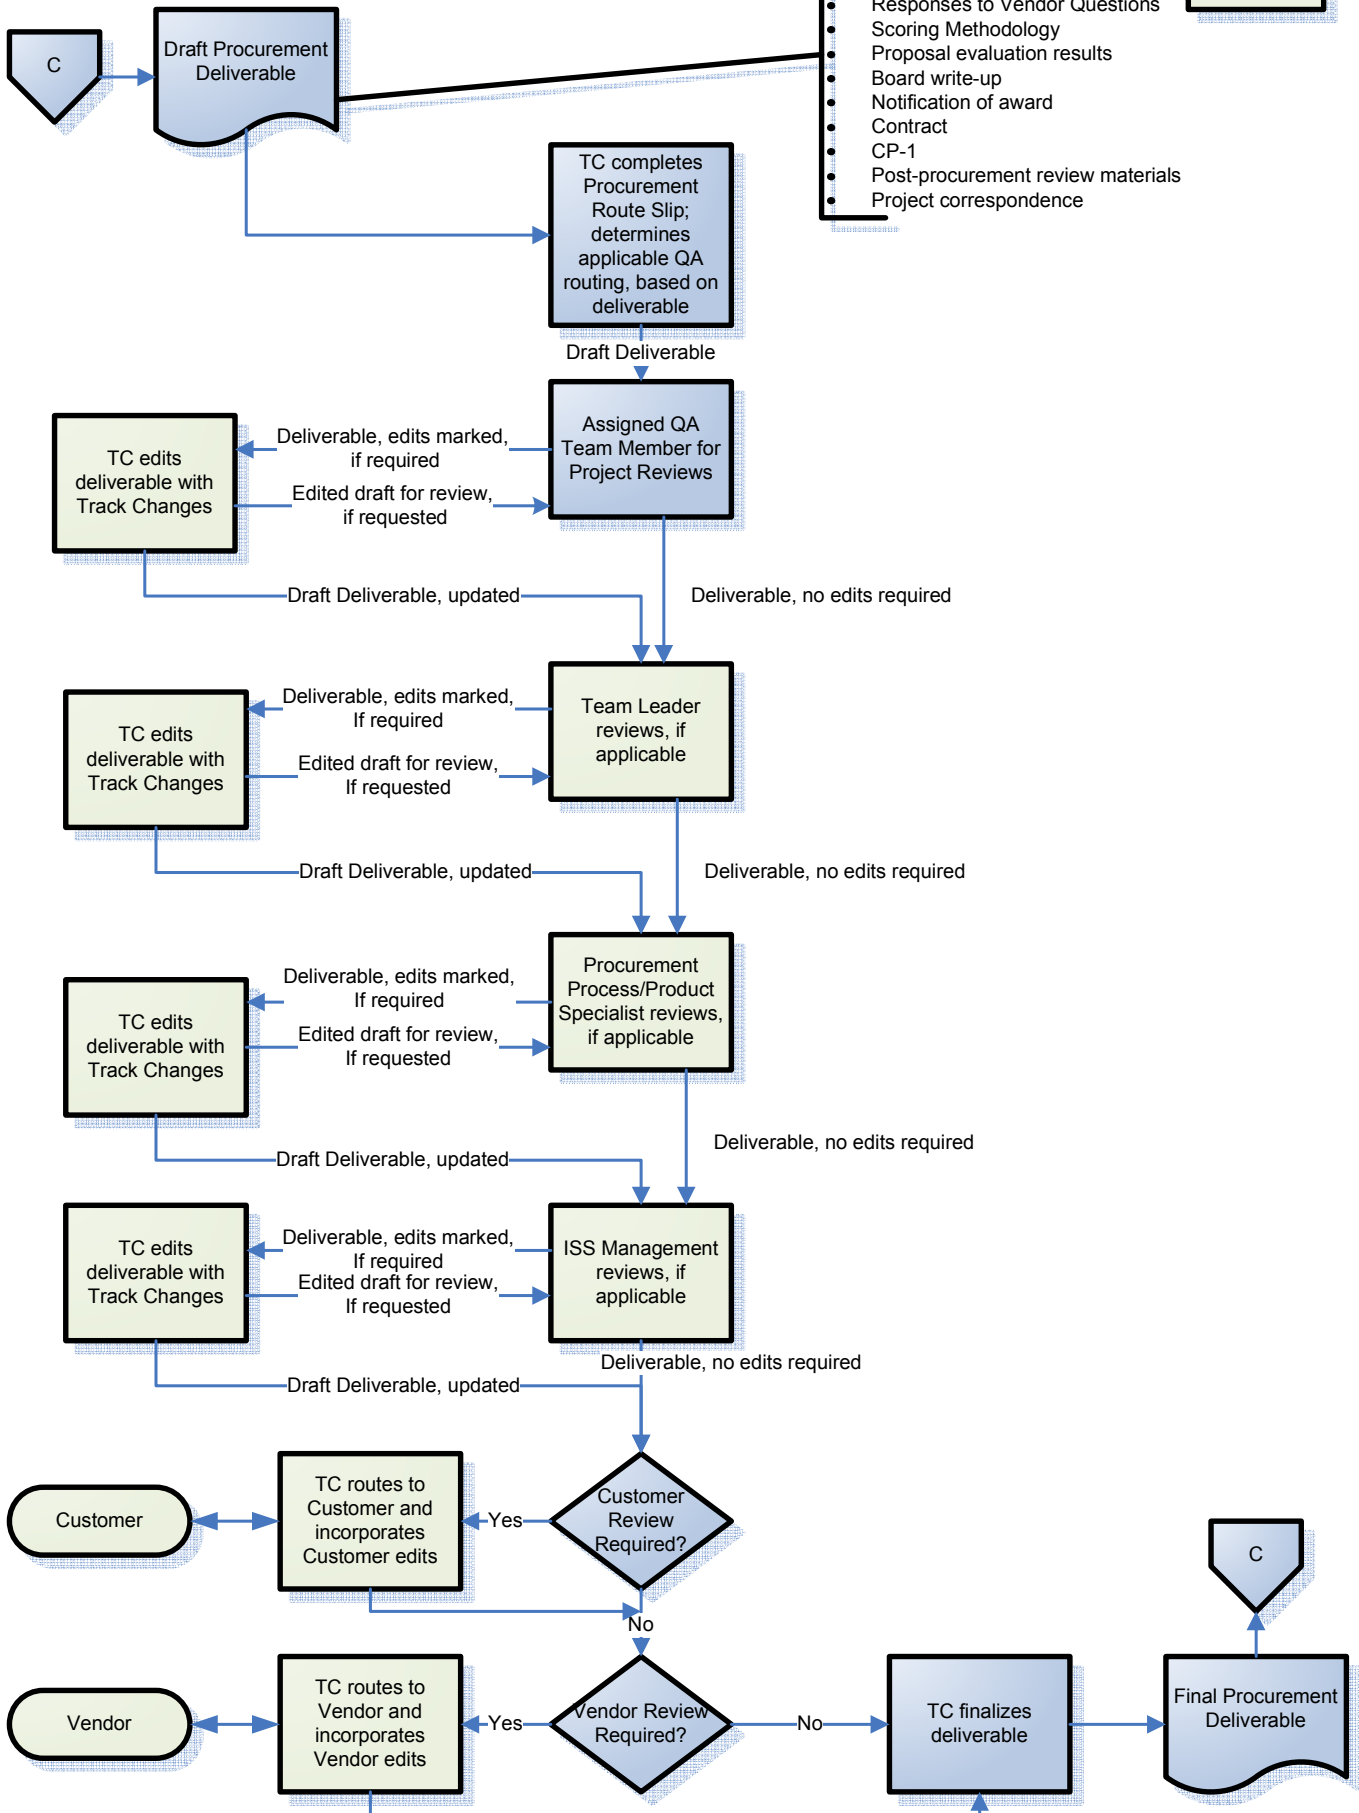 Responses to Vendor Questions
Scoring Methodology
Proposal evaluation results
Board write-up
Notification of award
Contract
CP-1
Post-procurement review materials
Project correspondence
C
Draft Procurement
Deliverable
TC completes
Procurement
Route Slip;
determines
applicable QA
routing, based on
deliverable
Draft Deliverable
Assigned QA
Team Member for
Project Reviews
Deliverable, edits marked,
if required
Edited draft for review,
if requested
TC edits
deliverable with
Track Changes
Draft Deliverable, updated
Deliverable, no edits required
Team Leader
reviews, if
applicable
Deliverable, edits marked,
If required
Edited draft for review,
If requested
TC edits
deliverable with
Track Changes
Draft Deliverable, updated
Deliverable, no edits required
Procurement
Process/Product
Specialist reviews,
if applicable
Deliverable, edits marked,
If required
Edited draft for review,
If requested
TC edits
deliverable with
Track Changes
Draft Deliverable, updated
Deliverable, no edits required
ISS Management
reviews, if
applicable
Deliverable, edits marked,
If required
Edited draft for review,
If requested
TC edits
deliverable with
Track Changes
Deliverable, no edits required
Draft Deliverable, updated
Customer
Review
Required?
Yes
TC routes to
Customer and
incorporates
Customer edits
Customer
No
Vendor Review
Required?
Yes
TC routes to
Vendor and
incorporates
Vendor edits
Vendor
No
TC finalizes
deliverable
Final Procurement
Deliverable
C